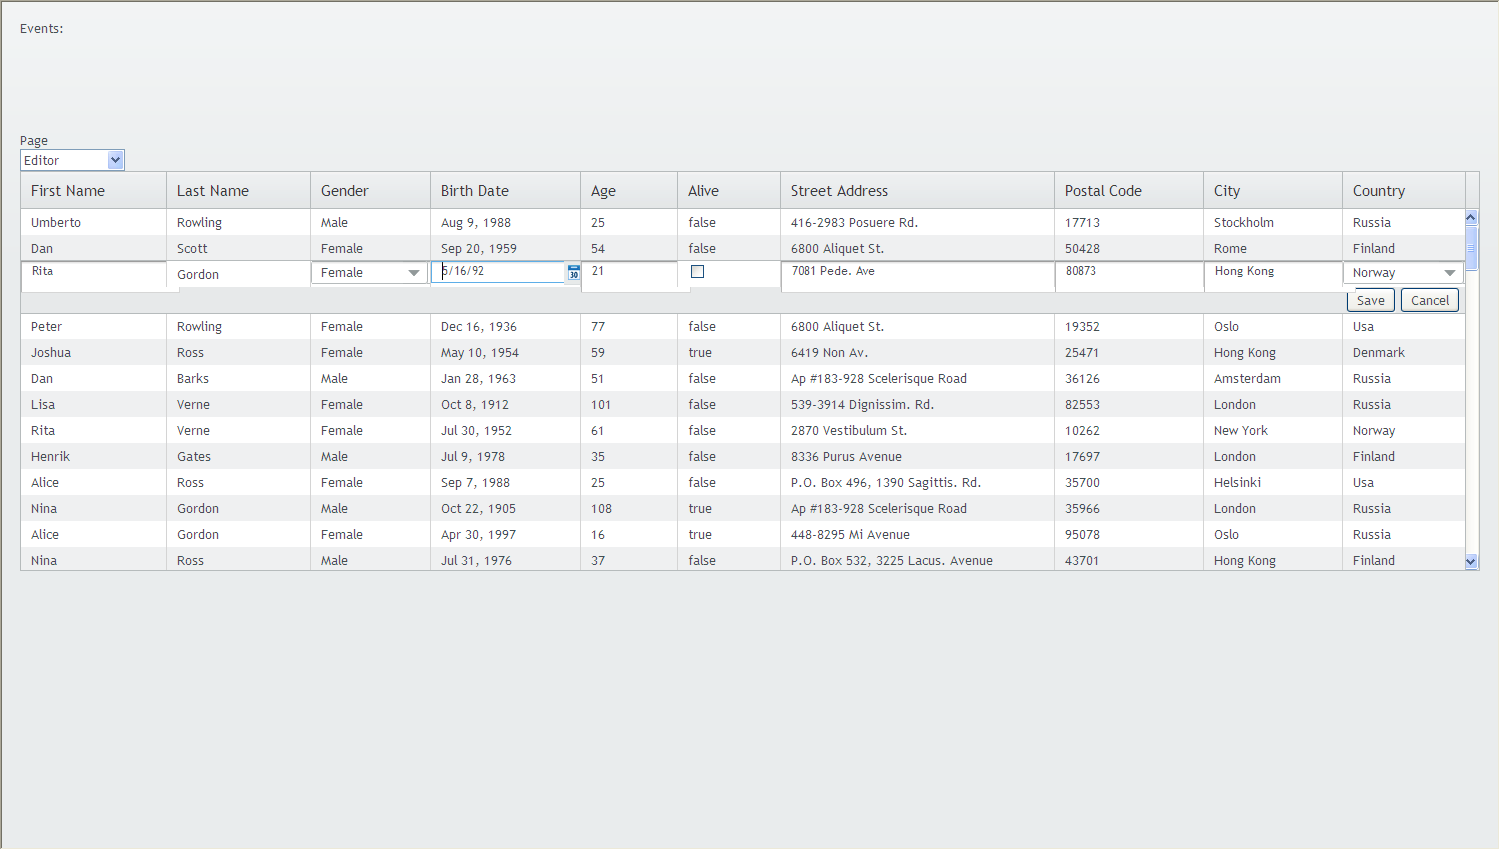 Events:
Page
Editor
First Name Last Name Gender Birth Date Age Alive Street Address Postal Code City Country
Umberto Rowling Male Aug 9, 1988 25 false 416-2983 Posuere Rd. 17713 Stockholm Russia
Dan Scott Female Sep 20, 1959 54 false 6800 Aliquet St. 50428 Rome Finland
Rita Gordon Female 5/16/92 30 21 7081 Pede. Ave 80873 Hong Kong Norway
Save Cancel
Peter Rowling Female Dec 16, 1936 77 false 6800 Aliquet St. 19352 Oslo Usa
Joshua Ross Female May 10, 1954 59 true 6419 Non Av. 25471 Hong Kong Denmark
Dan Barks Male Jan 28, 1963 51 false Ap #183-928 Scelerisque Road 36126 Amsterdam Russia
Lisa Verne Female Oct 8, 1912 101 false 539-3914 Dignissim. Rd. 82553 London Russia
Rita Verne Female Jul 30, 1952 61 false 2870 Vestibulum St. 10262 New York Norway
Henrik Gates Male Jul 9, 1978 35 false 8336 Purus Avenue 17697 London Finland
Alice Ross Female Sep 7, 1988 25 false P.O. Box 496, 1390 Sagittis. Rd. 35700 Helsinki Usa
Nina Gordon Male Oct 22, 1905 108 true Ap #183-928 Scelerisque Road 35966 London Russia
Alice Gordon Female Apr 30, 1997 16 true 448-8295 Mi Avenue 95078 Oslo Russia
Nina Ross Male Jul 31, 1976 37 false P.O. Box 532, 3225 Lacus. Avenue 43701 Hong Kong Finland